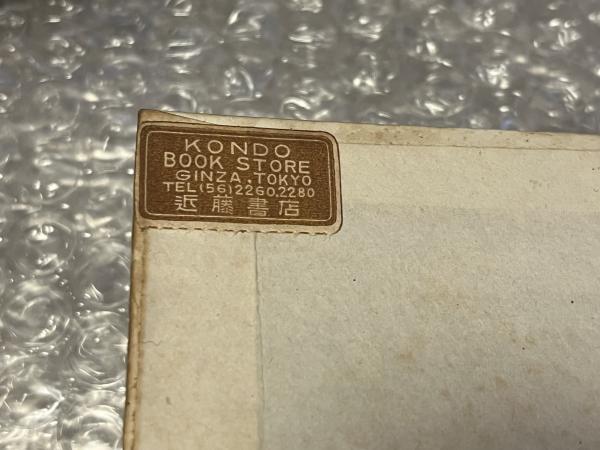 KONDO
BOOK STORE
GINZA, TOKYO
TEL(56)2260,2280
近藤書店